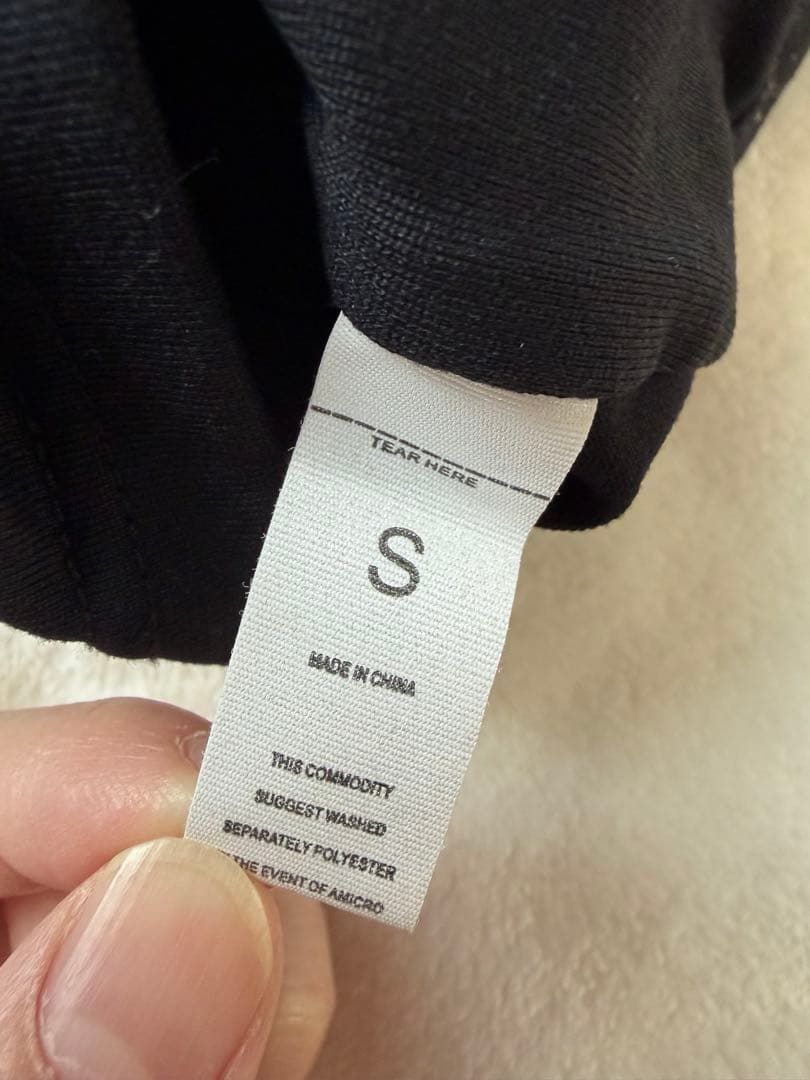 TEAR HERE
S
MADE IN CHINA
THIS COMMODITY
SUGGEST WASHED
SEPARATELY POLYESTER
THE EVENT OF AMICRO